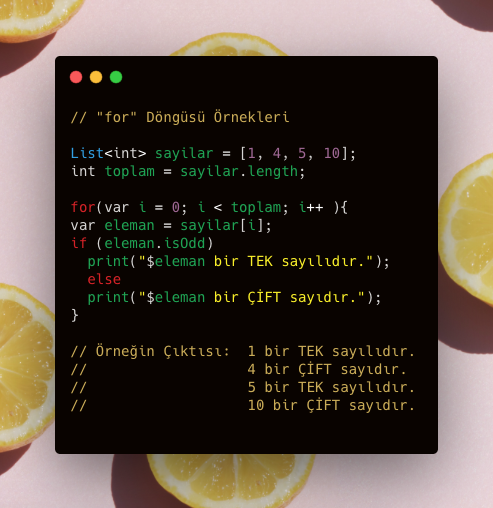 // "for" Döngüsü Örnekleri
List<int> sayilar = [1, 4, 5, 10];
int toplam = sayilar.length;
for(var i = 0; i < toplam; i++ ){
var eleman = sayilar[i];
if (eleman.isOdd)
print("$eleman bir TEK sayılıdır.");
else
print("$eleman bir ÇİFT sayıdır.");
}
// Örneğin Çıktısı: 1 bir TEK sayılıdır.
// 4 bir ÇİFT sayıdır.
// 5 bir TEK sayılıdır.
// 10 bir ÇİFT sayıdır.